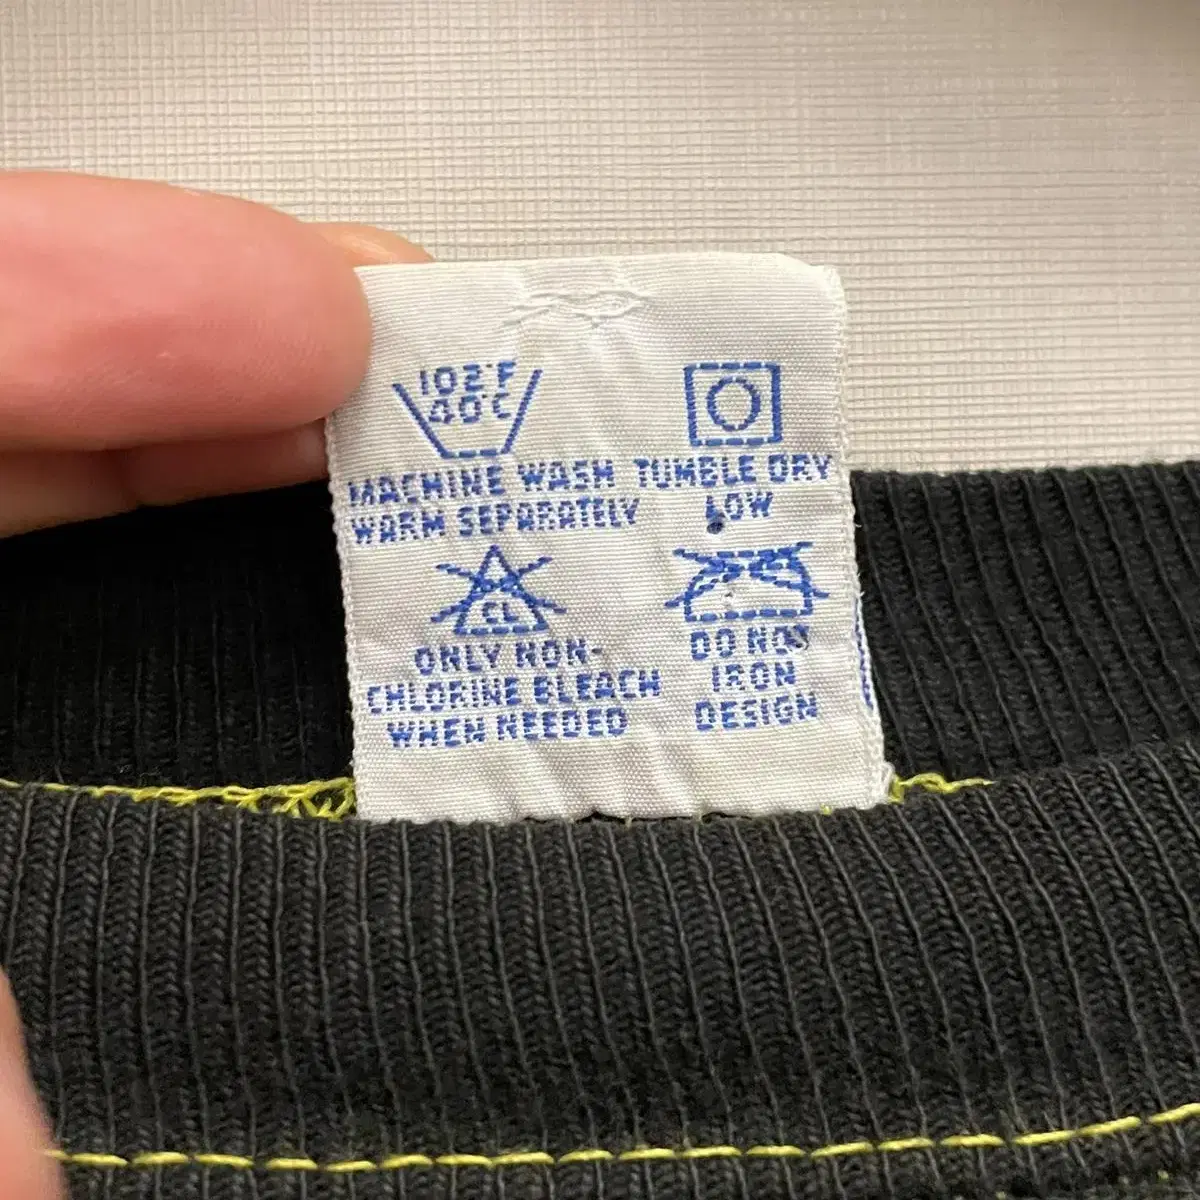 102°F
40°C
MACHINE WASH
WARM SEPARATELY
TUMBLE DRY
LOW
CL
ONLY NON-
CHLORINE BLEACH
WHEN NEEDED
DO NOT
IRON
DESIGN